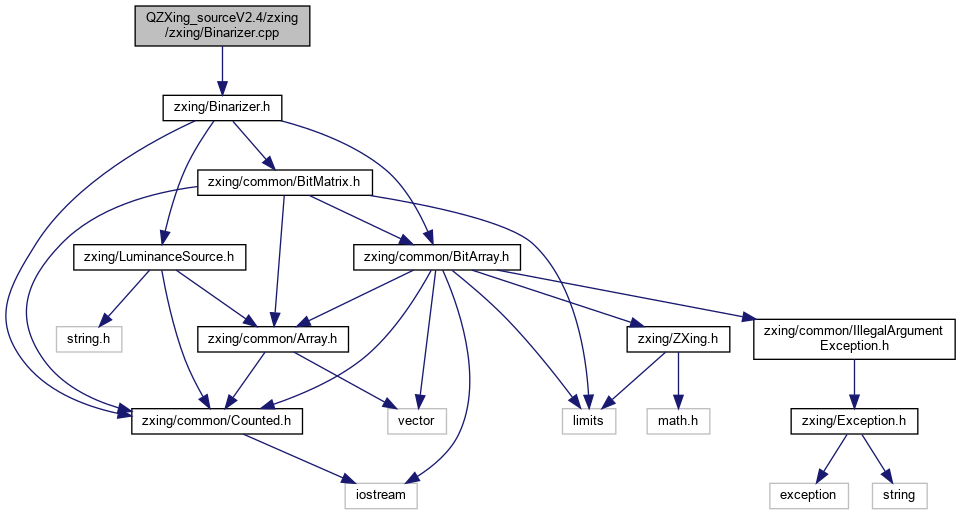 QZXing_sourceV2.4/zxing
/zxing/Binarizer.cpp
zxing/Binarizer.h
zxing/common/BitMatrix.h
zxing/LuminanceSource.h
zxing/common/BitArray.h
string.h
zxing/common/Array.h
zxing/ZXing.h
zxing/common/IllegalArgument
Exception.h
zxing/common/Counted.h
vector
limits
math.h
zxing/Exception.h
iostream
exception
string